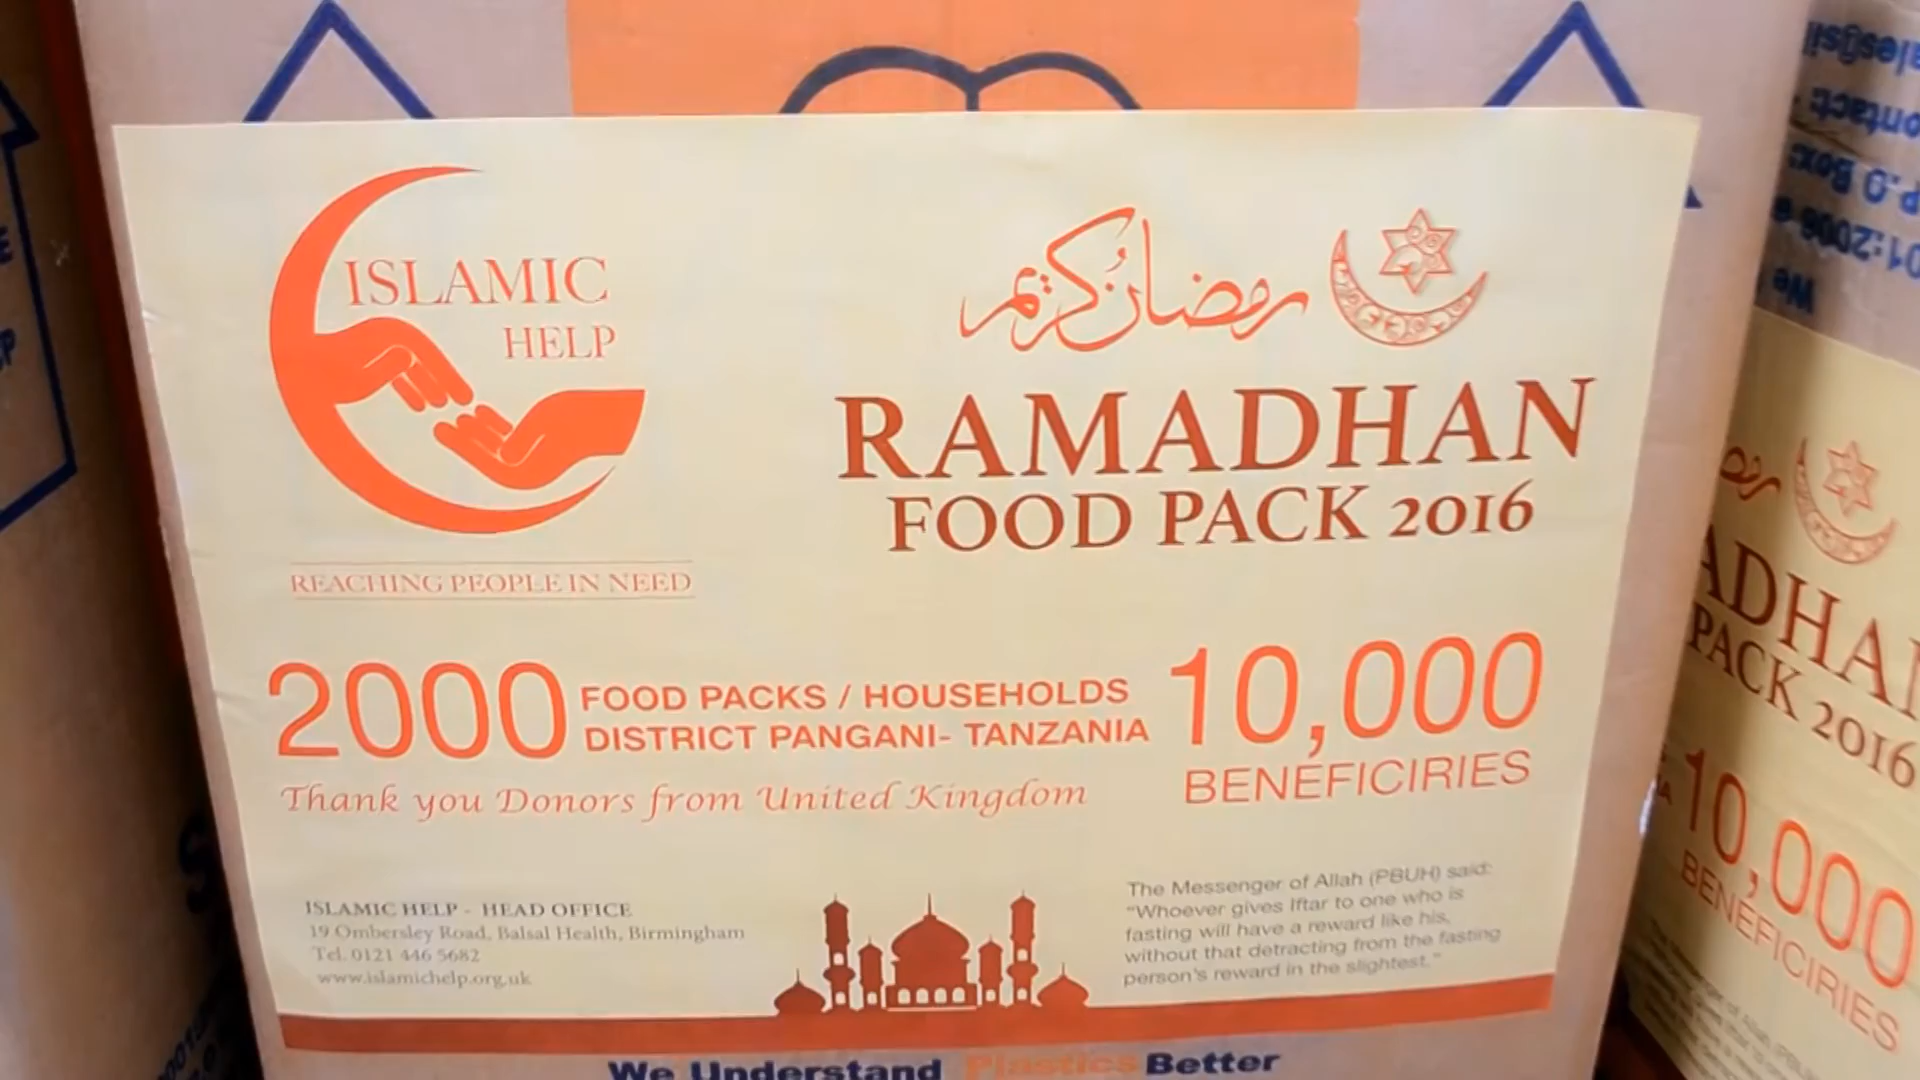 ISLAMIC
HELP
REACHING PEOPLE IN NEED
رمضان كريم
RAMADHAN
FOOD PACK 2016
2000 FOOD PACKS / HOUSEHOLDS
DISTRICT PANGANI- TANZANIA
10,000
BENEFICIRIES
Thank you Donors from United Kingdom
ISLAMIC HELP - HEAD OFFICE
19 Ombersley Road, Balsal Health, Birmingham
Tel. 0121 446 5682
www.islamichelp.org.uk
The Messenger of Allah (PBUH) said:
"Whoever gives Iftar to one who is
fasting will have a reward like his,
without that detracting from the fasting
person's reward in the slightest."
We Understand Plastics Better
We
P.O Box:
ADHAN
PACK 2016
10,000
BENEFICIRIES